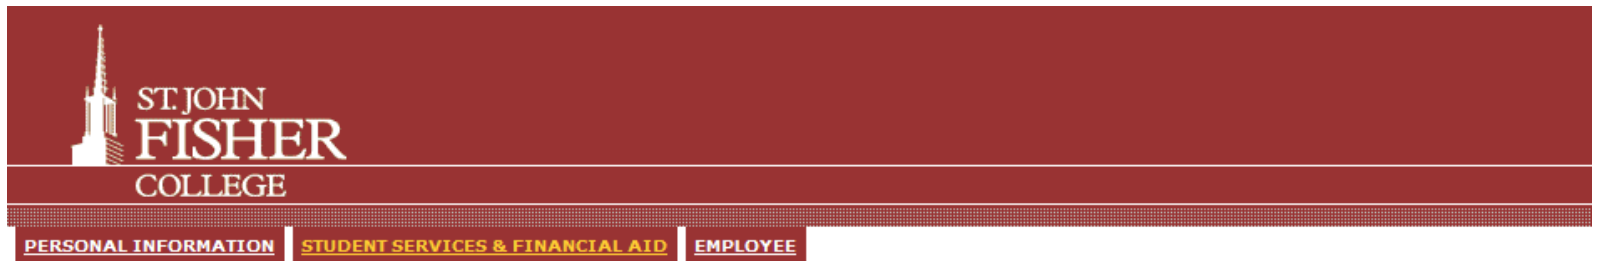 ST. JOHN
FISHER
COLLEGE
PERSONAL INFORMATION STUDENT SERVICES & FINANCIAL AID EMPLOYEE